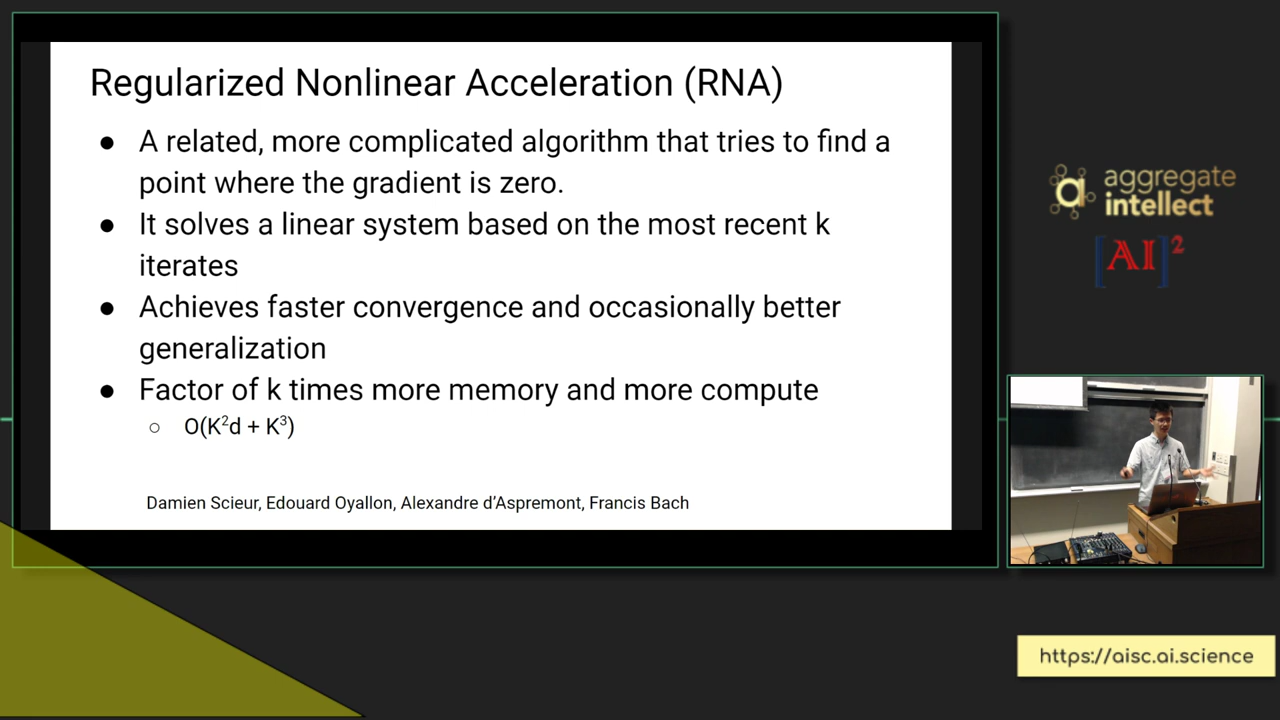 Regularized Nonlinear Acceleration (RNA)
● A related, more complicated algorithm that tries to find a
point where the gradient is zero.
● It solves a linear system based on the most recent k
iterates
● Achieves faster convergence and occasionally better
generalization
● Factor of k times more memory and more compute
○ O(K²d + K³)
Damien Scieur, Edouard Oyallon, Alexandre d’Aspremont, Francis Bach
aggregate
intellect
[AI]²
https://aisc.ai.science